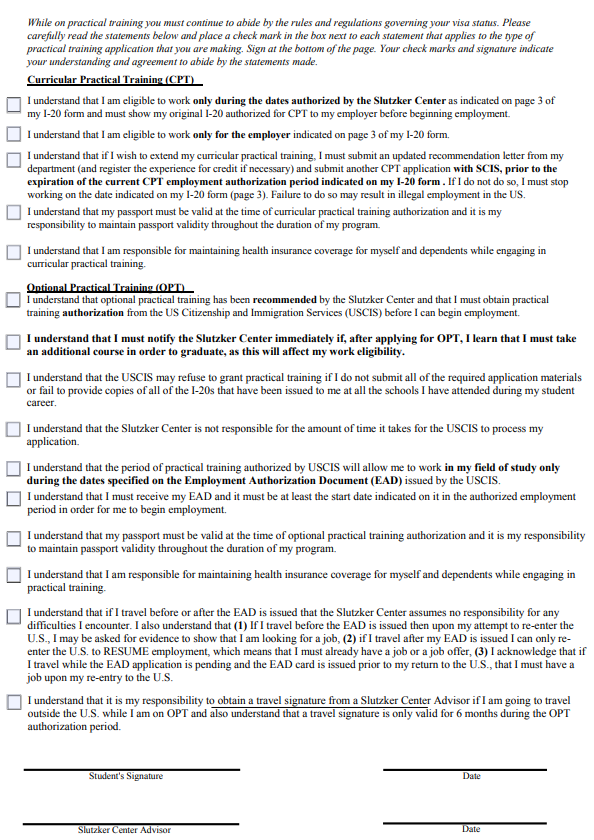 While on practical training you must continue to abide by the rules and regulations governing your visa status. Please
carefully read the statements below and place a check mark in the box next to each statement that applies to the type of
practical training application that you are making. Sign at the bottom of the page. Your check marks and signature indicate
your understanding and agreement to abide by the statements made.
Curricular Practical Training (CPT)
I understand that I am eligible to work only during the dates authorized by the Slutzker Center as indicated on page 3 of
my I-20 form and must show my original I-20 authorized for CPT to my employer before beginning employment.
I understand that I am eligible to work only for the employer indicated on page 3 of my I-20 form.
I understand that if I wish to extend my curricular practical training, I must submit an updated recommendation letter from my
department (and register the experience for credit if necessary) and submit another CPT application with SCIS, prior to the
expiration of the current CPT employment authorization period indicated on my I-20 form . If I do not do so, I must stop
working on the date indicated on my I-20 form (page 3). Failure to do so may result in illegal employment in the US.
I understand that my passport must be valid at the time of curricular practical training authorization and it is my
responsibility to maintain passport validity throughout the duration of my program.
I understand that I am responsible for maintaining health insurance coverage for myself and dependents while engaging in
curricular practical training.
Optional Practical Training (OPT)
I understand that optional practical training has been recommended by the Slutzker Center and that I must obtain practical
training authorization from the US Citizenship and Immigration Services (USCIS) before I can begin employment.
I understand that I must notify the Slutzker Center immediately if, after applying for OPT, I learn that I must take
an additional course in order to graduate, as this will affect my work eligibility.
I understand that the USCIS may refuse to grant practical training if I do not submit all of the required application materials
or fail to provide copies of all of the I-20s that have been issued to me at all the schools I have attended during my student
career.
I understand that the Slutzker Center is not responsible for the amount of time it takes for the USCIS to process my
application.
I understand that the period of practical training authorized by USCIS will allow me to work in my field of study only
during the dates specified on the Employment Authorization Document (EAD) issued by the USCIS.
I understand that I must receive my EAD and it must be at least the start date indicated on it in the authorized employment
period in order for me to begin employment.
I understand that my passport must be valid at the time of optional practical training authorization and it is my responsibility
to maintain passport validity throughout the duration of my program.
I understand that I am responsible for maintaining health insurance coverage for myself and dependents while engaging in
practical training.
I understand that if I travel before or after the EAD is issued that the Slutzker Center assumes no responsibility for any
difficulties I encounter. I also understand that (1) If I travel before the EAD is issued then upon my attempt to re-enter the
U.S., I may be asked for evidence to show that I am looking for a job, (2) if I travel after my EAD is issued I can only re-
enter the U.S. to RESUME employment, which means that I must already have a job or a job offer, (3) I acknowledge that if
I travel while the EAD application is pending and the EAD card is issued prior to my return to the U.S., that I must have a
job upon my re-entry to the U.S.
I understand that it is my responsibility to obtain a travel signature from a Slutzker Center Advisor if I am going to travel
outside the U.S. while I am on OPT and also understand that a travel signature is only valid for 6 months during the OPT
authorization period.
Student's Signature Date
Slutzker Center Advisor Date